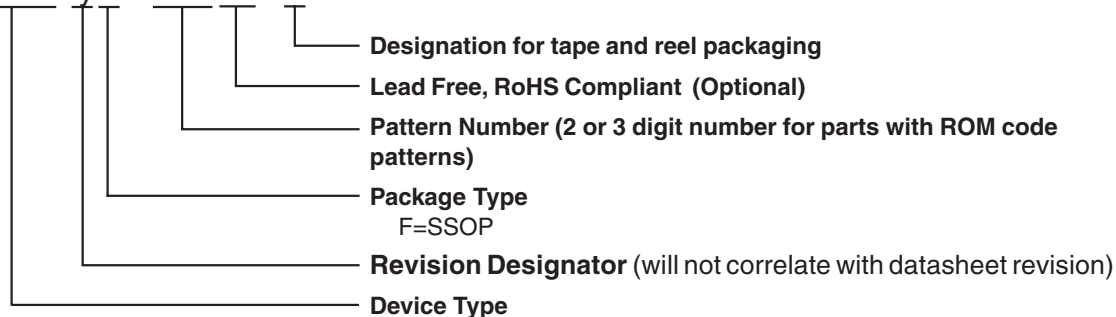 Designation for tape and reel packaging
Lead Free, RoHS Compliant (Optional)
Pattern Number (2 or 3 digit number for parts with ROM code
patterns)
Package Type
F=SSOP
Revision Designator (will not correlate with datasheet revision)
Device Type